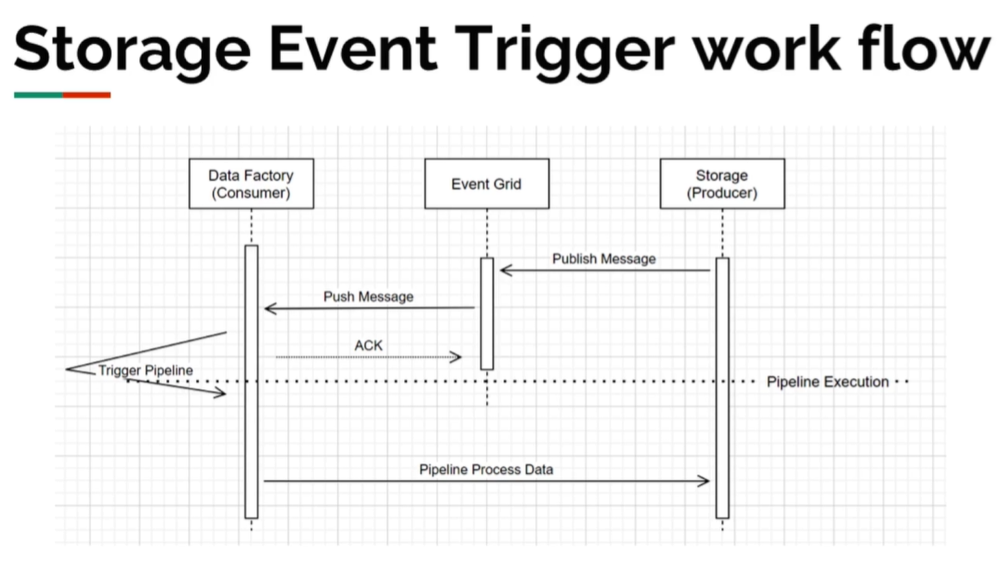 Storage Event Trigger work flow
Data Factory
(Consumer)
Event Grid
Storage
(Producer)
Publish Message
Push Message
ACK
Trigger Pipeline
Pipeline Execution
Pipeline Process Data